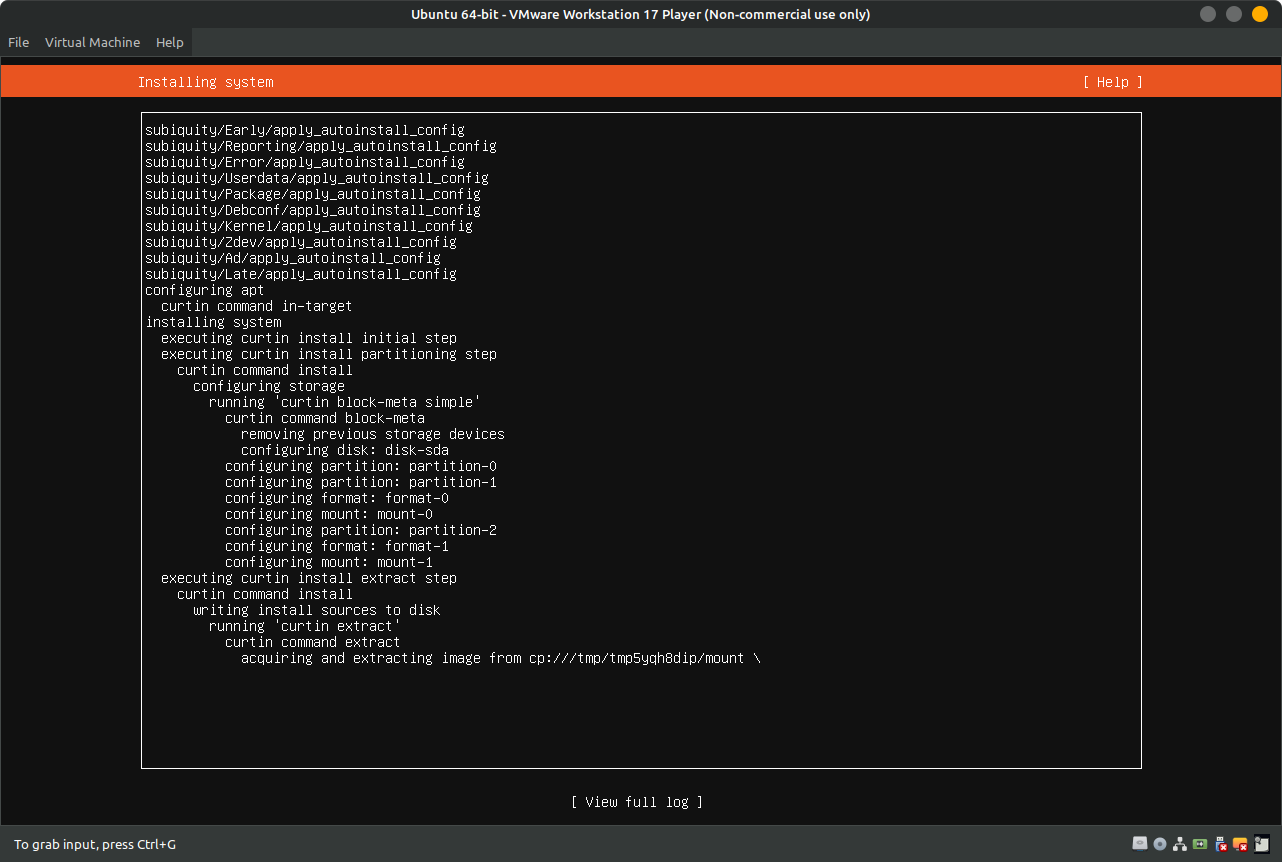 Ubuntu 64-bit - VMware Workstation 17 Player (Non-commercial use only)
File Virtual Machine Help
Installing system [ Help ]
subiquity/Early/apply_autoinstall_config
subiquity/Reporting/apply_autoinstall_config
subiquity/Error/apply_autoinstall_config
subiquity/Userdata/apply_autoinstall_config
subiquity/Package/apply_autoinstall_config
subiquity/Debconf/apply_autoinstall_config
subiquity/Kernel/apply_autoinstall_config
subiquity/Zdev/apply_autoinstall_config
subiquity/Ad/apply_autoinstall_config
subiquity/Late/apply_autoinstall_config
configuring apt
curtin command in-target
installing system
executing curtin install initial step
executing curtin install partitioning step
curtin command install
configuring storage
running 'curtin block-meta simple'
curtin command block-meta
removing previous storage devices
configuring disk: disk-sda
configuring partition: partition-0
configuring partition: partition-1
configuring format: format-0
configuring mount: mount-0
configuring partition: partition-2
configuring format: format-1
configuring mount: mount-1
executing curtin install extract step
curtin command install
writing install sources to disk
running 'curtin extract'
curtin command extract
acquiring and extracting image from cp:///tmp/tmp5yqh8dip/mount \
[ View full log ]
To grab input, press Ctrl+G